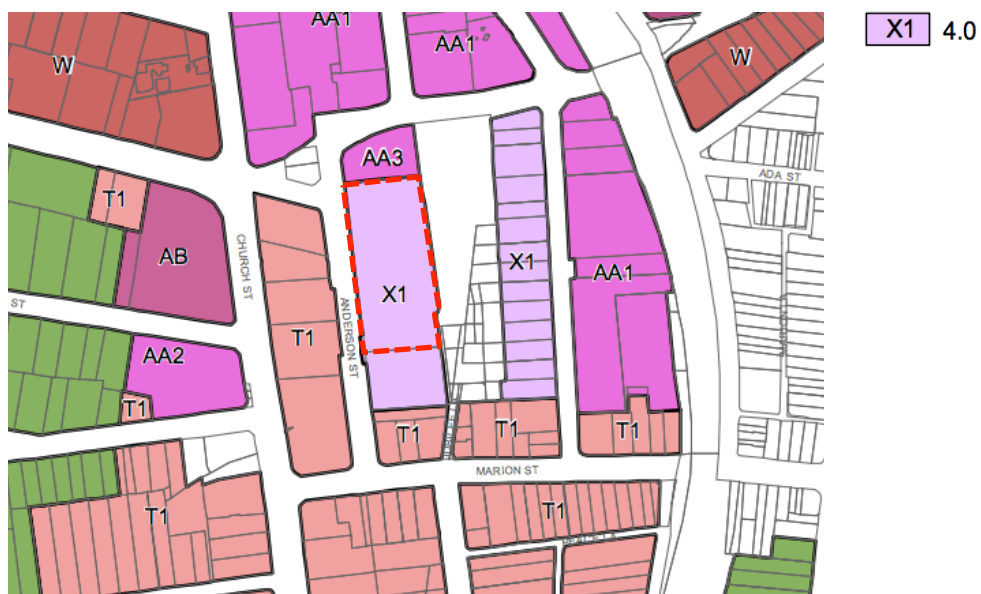 AA1
AA1
W
W
X1 4.0
AA3
ADA ST
T1
AB
CHURCH ST
X1
X1
AA1
ST
ANDERSON ST
T1
AA2
T1
T1
T1
T1
MARION ST
T1
T1